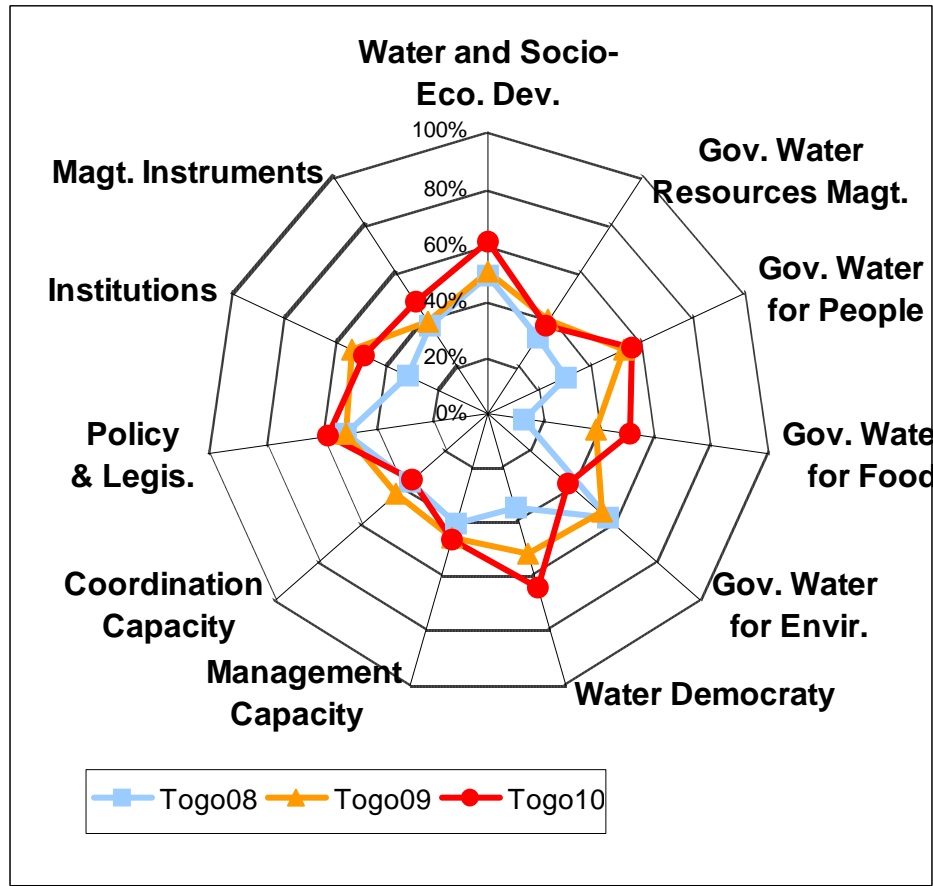 Water and Socio-
Eco. Dev.
100%
80%
60%
40%
20%
0%
Gov. Water
Resources Magt.
Gov. Water
for People
Gov. Wate
for Food
Gov. Water
for Envir.
Water Democraty
Management
Capacity
Coordination
Capacity
Policy
& Legis.
Institutions
Magt. Instruments
Togo08
Togo09
Togo10